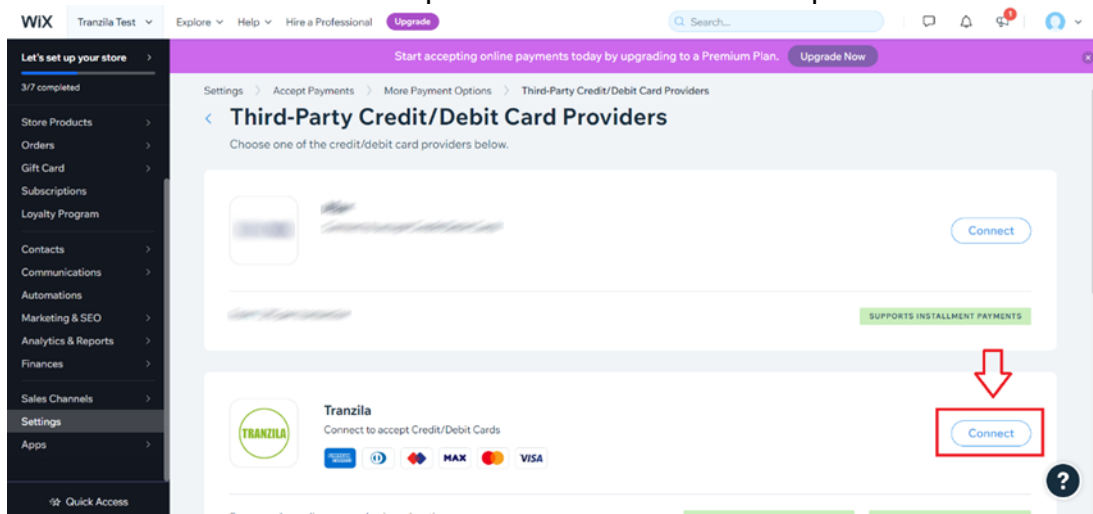 WiX Tranzila Test Explore Help Hire a Professional Upgrade Search... 1
Let's set up your store
3/7 completed
Start accepting online payments today by upgrading to a Premium Plan. Upgrade Now
Settings > Accept Payments > More Payment Options > Third-Party Credit/Debit Card Providers
Third-Party Credit/Debit Card Providers
Choose one of the credit/debit card providers below.
Store Products
Orders
Gift Card
Subscriptions
Loyalty Program
Contacts
Communications
Automations
Marketing & SEO
Analytics & Reports
Finances
Sales Channels
Settings
Apps
Quick Access
Connect
SUPPORTS INSTALLMENT PAYMENTS
TRANZILA
Tranzila
Connect to accept Credit/Debit Cards
MAX VISA
Connect
?